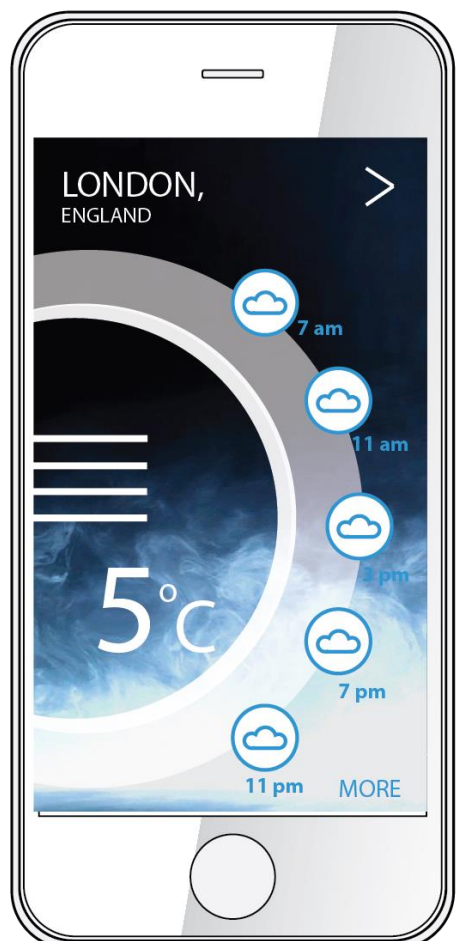 LONDON,
ENGLAND
7 am
11 am
3 pm
5°C
7 pm
11 pm
MORE